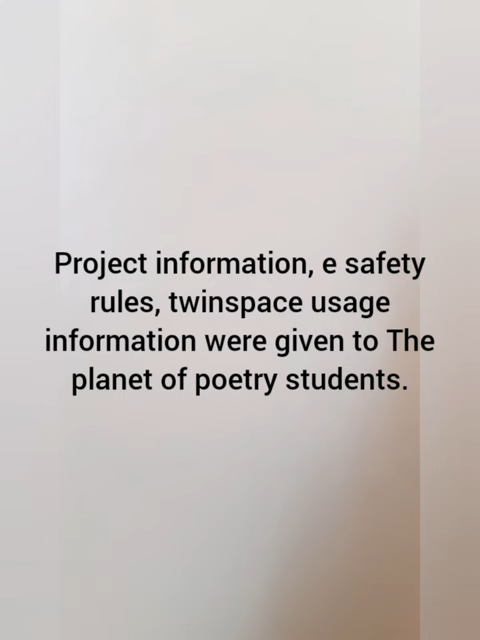 Project information, e safety
rules, twinspace usage
information were given to The
planet of poetry students.